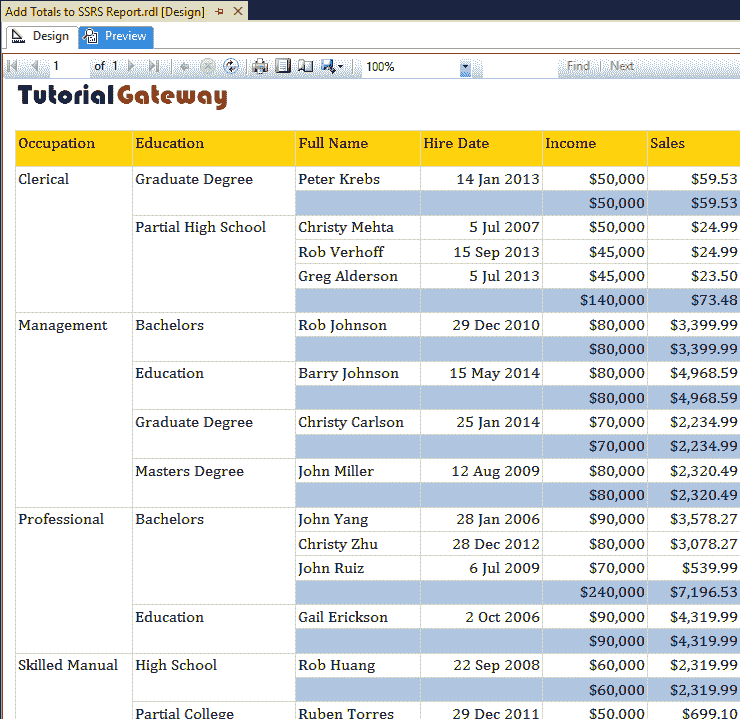 Add Totals to SSRS Report.rdl [Design]
Design Preview
1 of 1 100% Find Next
Tutorial Gateway
Occupation Education Full Name Hire Date Income Sales
Clerical Graduate Degree Peter Krebs 14 Jan 2013 $50,000 $59.53
$50,000 $59.53
Partial High School Christy Mehta 5 Jul 2007 $50,000 $24.99
Rob Verhoff 15 Sep 2013 $45,000 $24.99
Greg Alderson 5 Jul 2013 $45,000 $23.50
$140,000 $73.48
Management Bachelors Rob Johnson 29 Dec 2010 $80,000 $3,399.99
$80,000 $3,399.99
Education Barry Johnson 15 May 2014 $80,000 $4,968.59
$80,000 $4,968.59
Graduate Degree Christy Carlson 25 Jan 2014 $70,000 $2,234.99
$70,000 $2,234.99
Masters Degree John Miller 12 Aug 2009 $80,000 $2,320.49
$80,000 $2,320.49
Professional Bachelors John Yang 28 Jan 2006 $90,000 $3,578.27
Christy Zhu 28 Dec 2012 $80,000 $3,078.27
John Ruiz 6 Jul 2009 $70,000 $539.99
$240,000 $7,196.53
Education Gail Erickson 2 Oct 2006 $90,000 $4,319.99
$90,000 $4,319.99
Skilled Manual High School Rob Huang 22 Sep 2008 $60,000 $2,319.99
$60,000 $2,319.99
Partial College Ruben Torres 29 Dec 2011 $50,000 $699.10